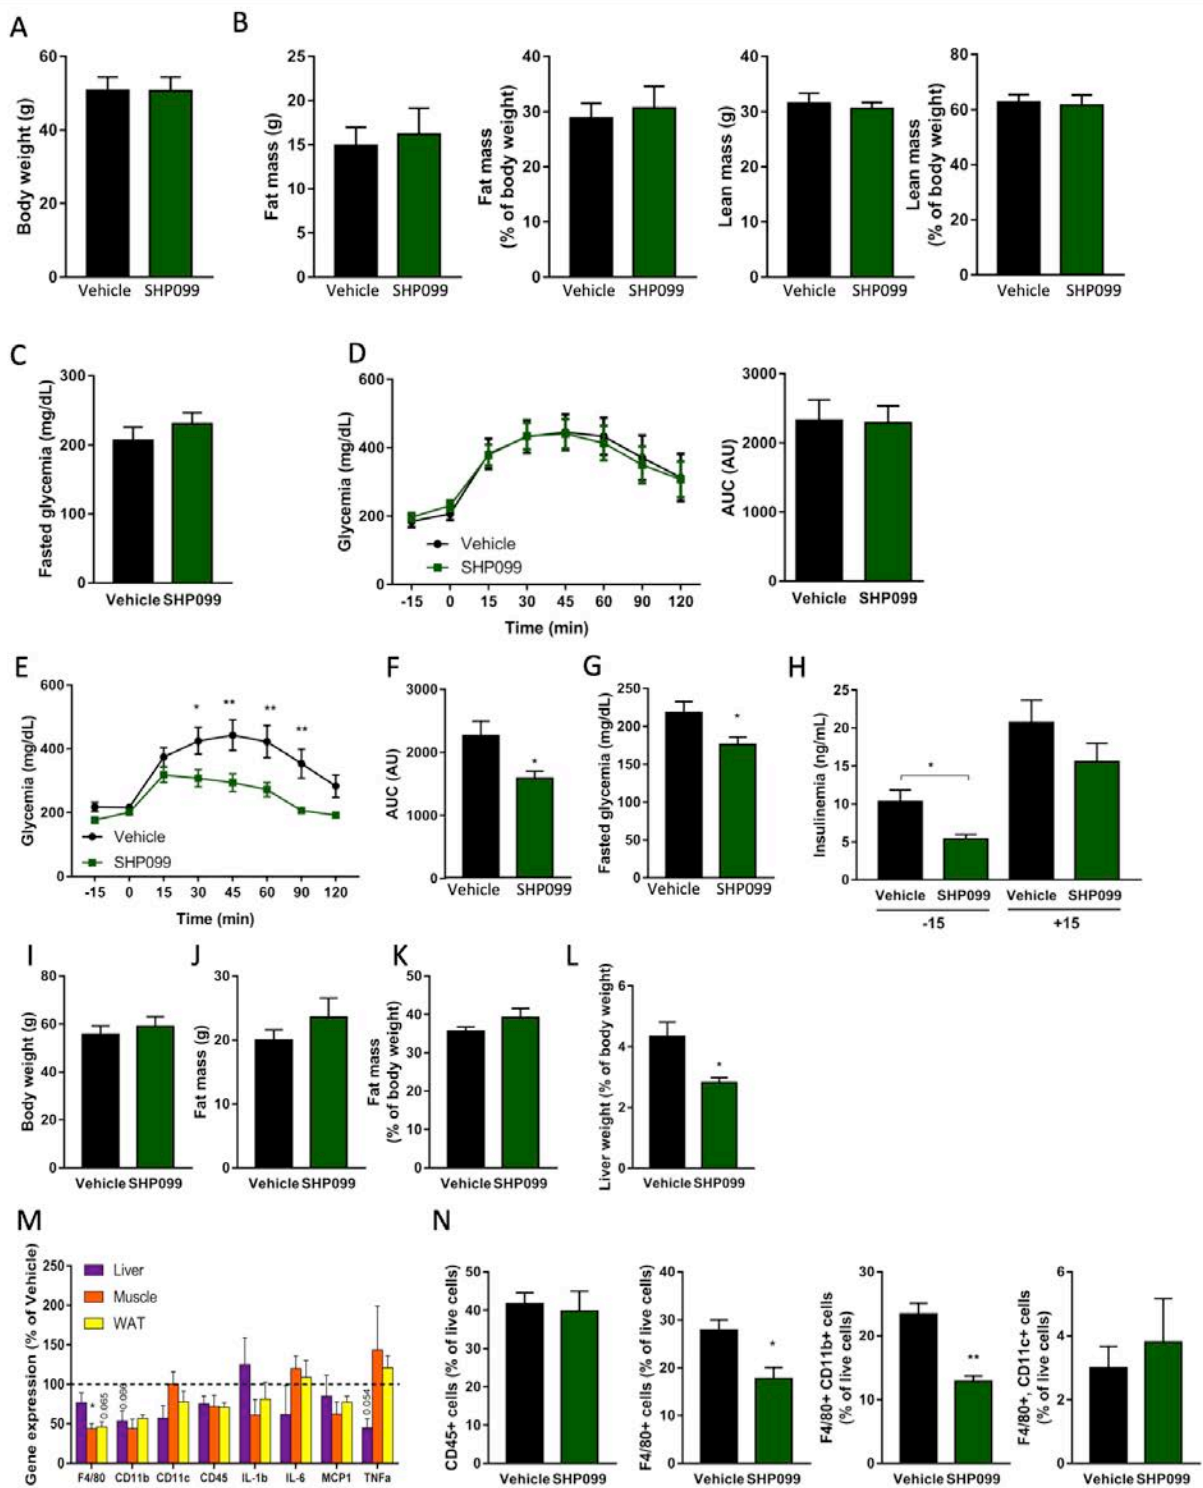 A
B
60
40
20
0
Body weight (g)
Vehicle SHP099
25
20
15
10
5
0
Fat mass (g)
Vehicle SHP099
40
30
20
10
0
Fat mass
(% of body weight)
Vehicle SHP099
40
30
20
10
0
Lean mass (g)
Vehicle SHP099
80
60
40
20
0
Lean mass
(% of body weight)
Vehicle SHP099
C
D
300
200
100
0
Fasted glycemia (mg/dL)
Vehicle SHP099
600
400
200
0
Glycemia (mg/dL)
Vehicle
SHP099
-15 0 15 30 45 60 90 120
Time (min)
3000
2000
1000
0
AUC (AU)
Vehicle SHP099
E
F
G
H
600
400
200
0
Glycemia (mg/dL)
* ** ** **
Vehicle
SHP099
-15 0 15 30 45 60 90 120
Time (min)
3000
2000
1000
0
AUC (AU)
*
Vehicle SHP099
250
200
150
100
50
0
Fasted glycemia (mg/dL)
*
Vehicle SHP099
25
20
15
10
5
0
Insulinemia (ng/mL)
*
Vehicle SHP099 Vehicle SHP099
-15 +15
I
J
K
L
80
60
40
20
0
Body weight (g)
Vehicle SHP099
30
20
10
0
Fat mass (g)
Vehicle SHP099
50
40
30
20
10
0
Fat mass
(% of body weight)
Vehicle SHP099
6
4
2
0
Liver weight (% of body weight)
*
Vehicle SHP099
M
N
250
200
150
100
50
0
Gene expression (% of Vehicle)
Liver
Muscle
WAT
*
0.065
0.054
F4/80 CD11b CD11c CD45 IL-1b IL-6 MCP1 TNFa
50
40
30
20
10
0
CD45+ cells (% of live cells)
Vehicle SHP099
40
30
20
10
0
F4/80+ cells (% of live cells)
*
Vehicle SHP099
30
20
10
0
F4/80+ CD11b+ cells
(% of live cells)
**
Vehicle SHP099
6
4
2
0
F4/80+, CD11c+ cells
(% of live cells)
Vehicle SHP099